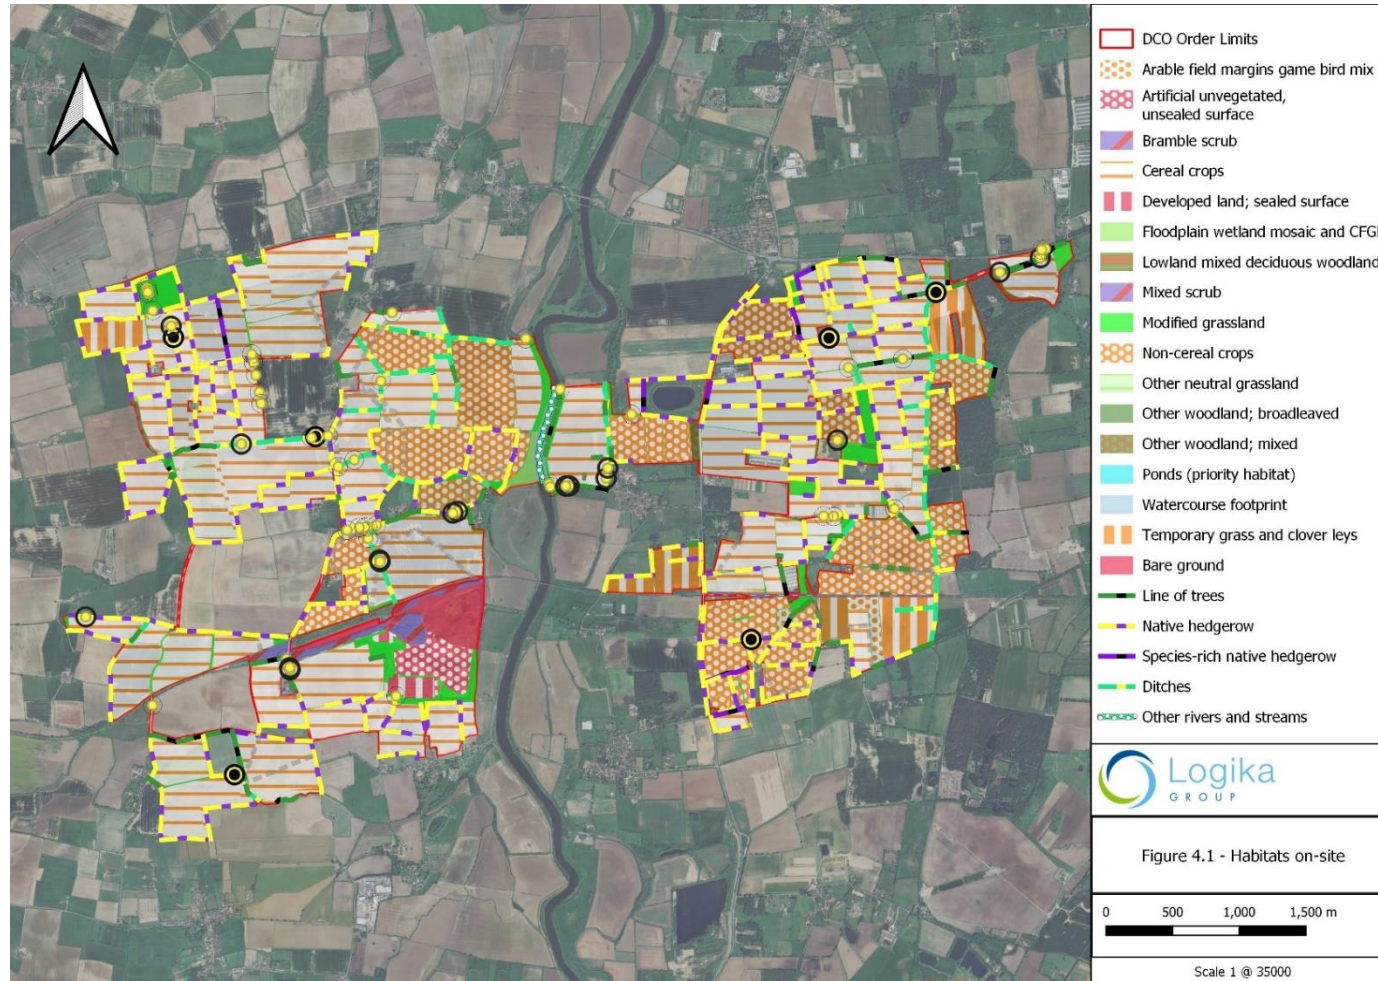 DCO Order Limits
Arable field margins game bird mix
Artificial unvegetated,
unsealed surface
Bramble scrub
Cereal crops
Developed land; sealed surface
Floodplain wetland mosaic and CFG
Lowland mixed deciduous woodland
Mixed scrub
Modified grassland
Non-cereal crops
Other neutral grassland
Other woodland; broadleaved
Other woodland; mixed
Ponds (priority habitat)
Watercourse footprint
Temporary grass and clover leys
Bare ground
Line of trees
Native hedgerow
Species-rich native hedgerow
Ditches
Other rivers and streams
Logika
GROUP
Figure 4.1 - Habitats on-site
0 500 1,000 1,500 m
Scale 1 @ 35000